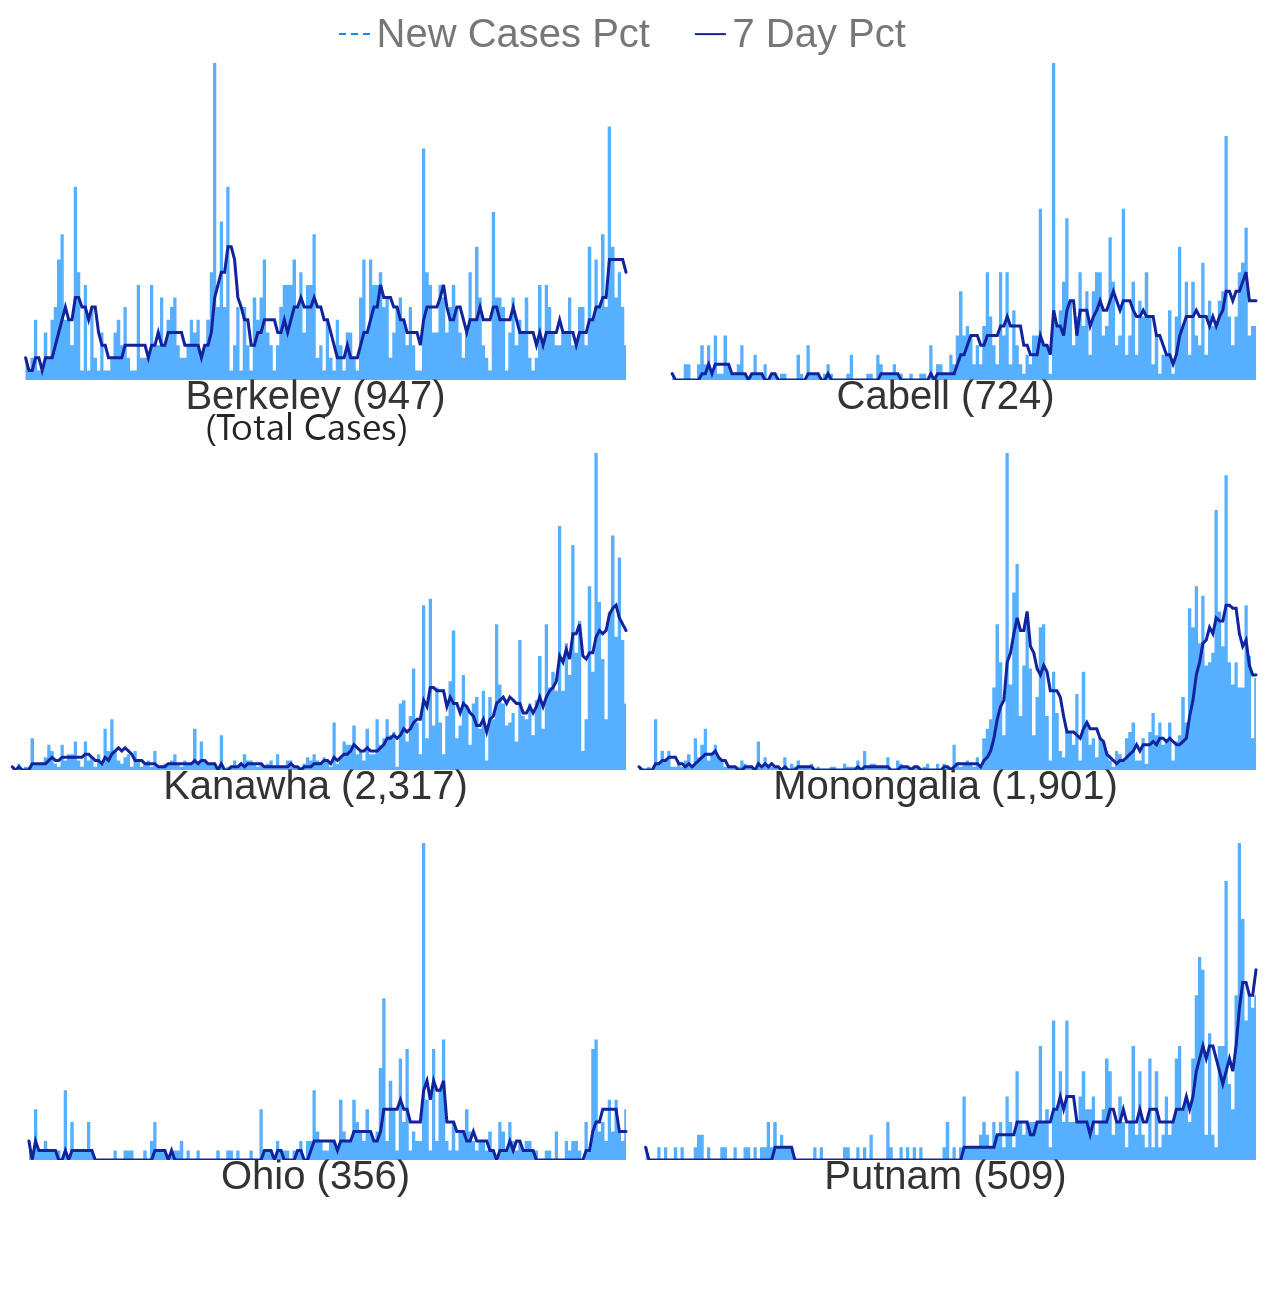 New Cases Pct 7 Day Pct
Berkeley (947) Cabell (724)
(Total Cases)
Kanawha (2,317) Monongalia (1,901)
Ohio (356) Putnam (509)